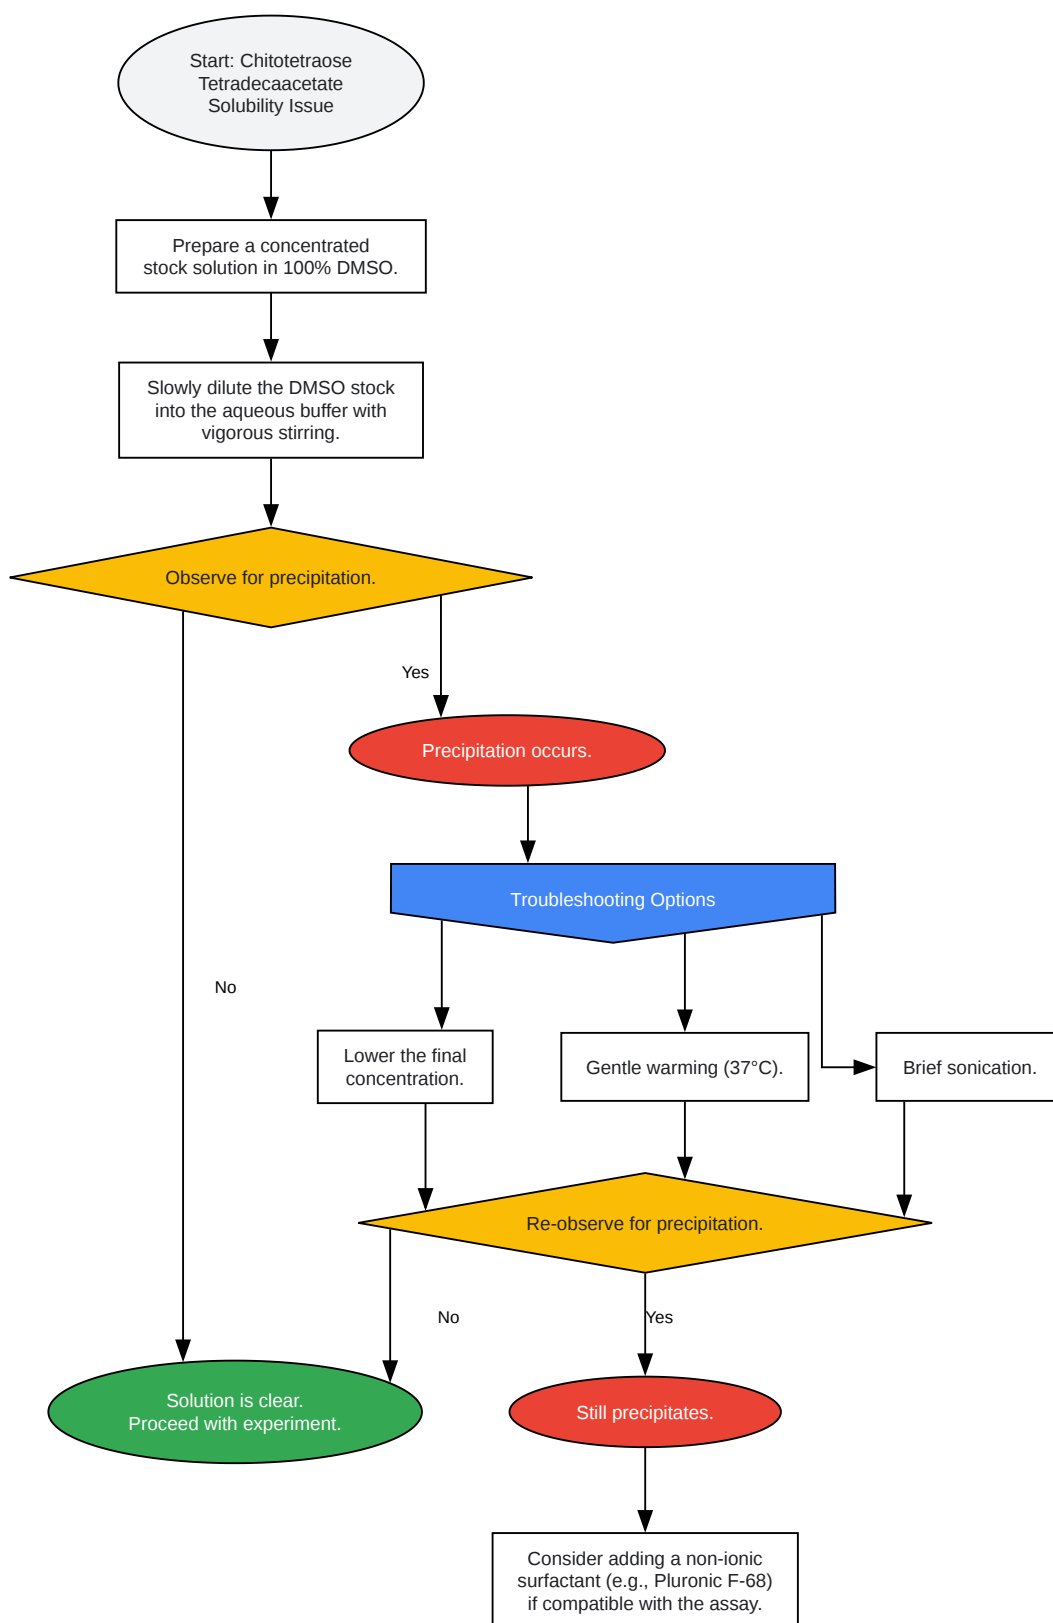 Start: Chitotetraose
Tetradecaacetate
Solubility Issue
Prepare a concentrated
stock solution in 100% DMSO.
Slowly dilute the DMSO stock
into the aqueous buffer with
vigorous stirring.
Observe for precipitation.
Yes
Precipitation occurs.
Troubleshooting Options
No
Lower the final
concentration.
Gentle warming (37°C).
Brief sonication.
Re-observe for precipitation.
No
Yes
Solution is clear.
Proceed with experiment.
Still precipitates.
Consider adding a non-ionic
surfactant (e.g., Pluronic F-68)
if compatible with the assay.